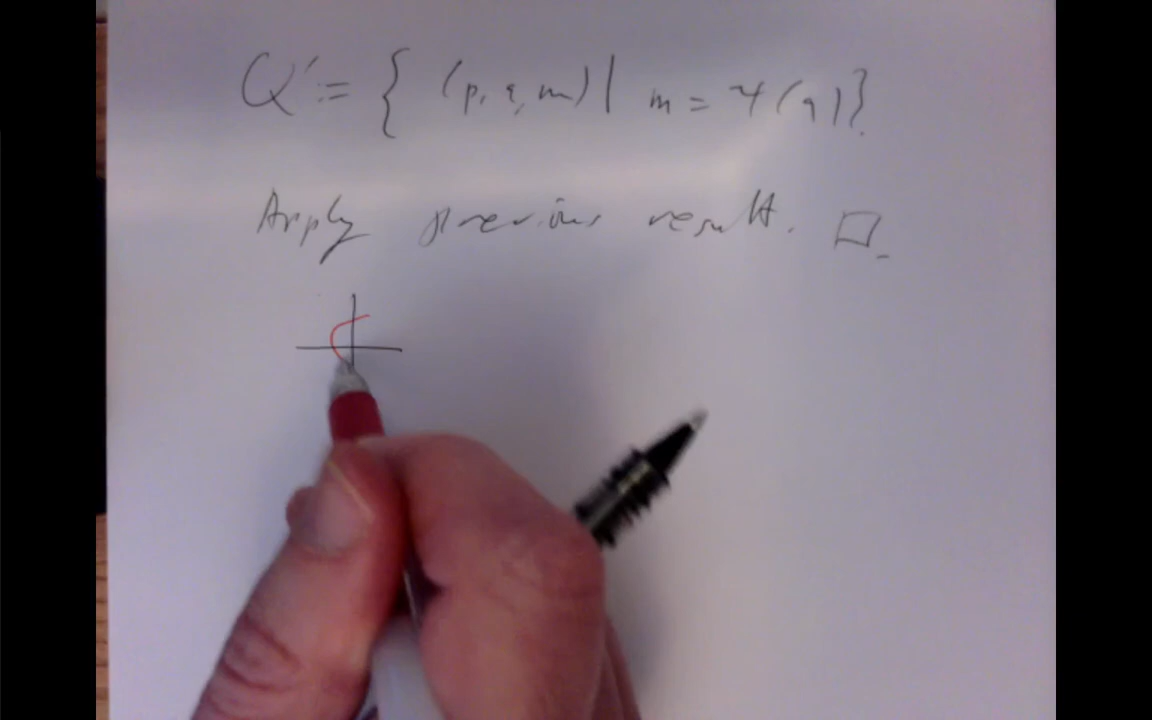 Q' := { (p, q, m) | m = Ψ(q) }
Apply previous result. □